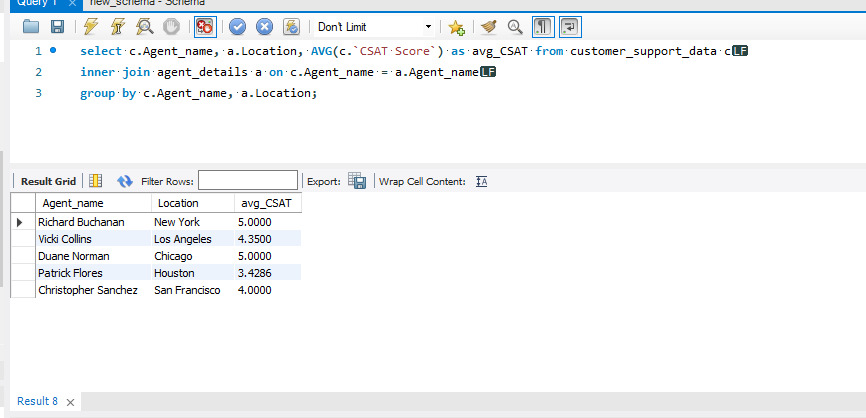 Query 1 × new_schema - Schema
Don't Limit
1 select c.Agent_name, a.Location, AVG(c.`CSAT Score`) as avg_CSAT from customer_support_data c LF
2 inner join agent_details a on c.Agent_name = a.Agent_name LF
3 group by c.Agent_name, a.Location;
Result Grid Filter Rows: Export: Wrap Cell Content: IA
Agent_name Location avg_CSAT
Richard Buchanan New York 5.0000
Vicki Collins Los Angeles 4.3500
Duane Norman Chicago 5.0000
Patrick Flores Houston 3.4286
Christopher Sanchez San Francisco 4.0000
Result 8 ×